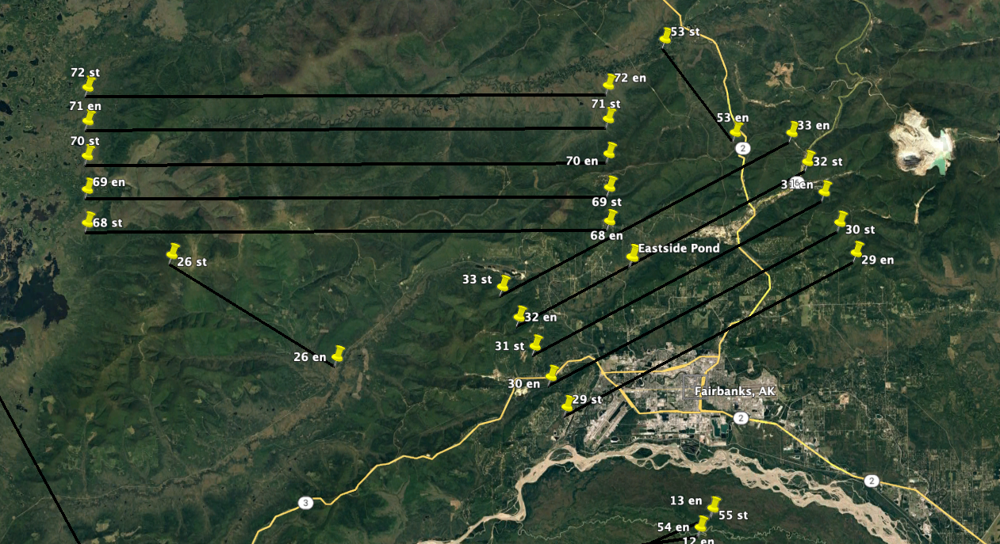 53 st
72 st
72 en
71 en
71 st
53 en
33 en
70 st
2
70 en
32 st
69 en
31 en
69 st
68 st
30 st
68 en
Eastside Pond
26 st
29 en
33 st
32 en
31 st
26 en
30 en
Fairbanks, AK
29 st
2
2
3
13 en
55 st
54 en
12 en